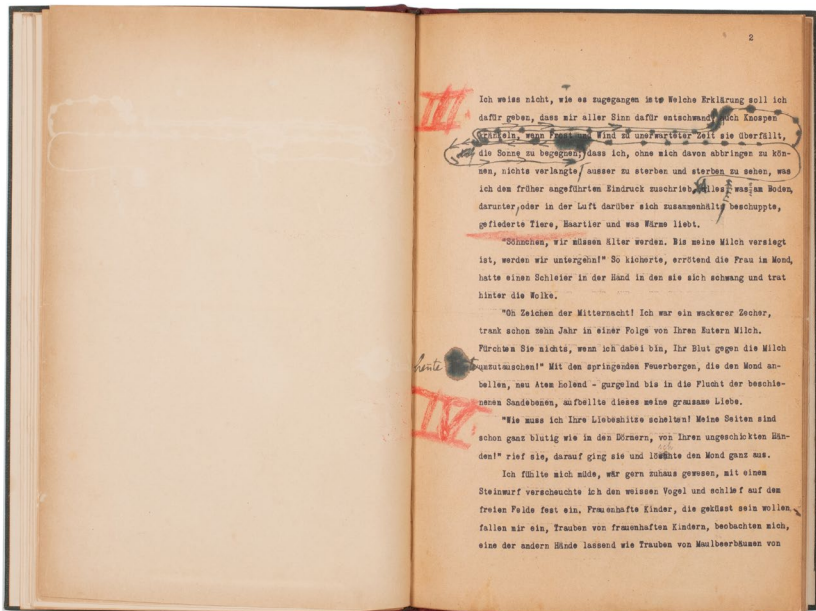 2
III
Ich weiss nicht, wie es zugegangen ist. Welche Erklärung soll ich
dafür geben, dass mir aller Sinn dafür entschwand, auch Knospen
kränkeln, wenn Frost und Wind zu unerwarteter Zeit sie überfällt,
die Sonne zu begegnen; dass ich, ohne mich davon abbringen zu kön-
nen, nichts verlangte, ausser zu sterben und sterben zu sehen, was
ich dem früher angeführten Eindruck zuschrieb, Alles, was am Boden,
darunter, oder in der Luft darüber sich zusammenhält, beschuppte,
gefiederte Tiere, Haartier und was Wärme liebt.
"Söhnchen, wir müssen älter werden. Bis meine Milch versiegt
ist, werden wir untergehn!" So kicherte, errötend die Frau im Mond,
hatte einen Schleier in der Hand in den sie sich schwang und trat
hinter die Wolke.
"Oh Zeichen der Mitternacht! Ich war ein wackerer Zecher,
trank schon zehn Jahr in einer Folge von Ihren Eutern Milch.
Fürchten Sie nichts, wenn ich dabei bin, Ihr Blut gegen die Milch
heute umzutauschen!" Mit den springenden Feuerbergen, die den Mond an-
bellen, neu Atem holend - gurgelnd bis in die Flucht der beschie-
nenen Sandebenen, aufbellte dieses meine grausame Liebe.
IV.
"Wie muss ich Ihre Liebeshitze schelten! Meine Seiten sind
schon ganz blutig wie in den Dörnern, von Ihren ungeschickten Hän-
den!" rief sie, darauf ging sie und löschte den Mond ganz aus.
Ich fühlte mich müde, wär gern zuhaus gewesen, mit einem
Steinwurf verscheuchte ich den weissen Vogel und schlief auf dem
freien Felde fest ein. Frauenhafte Kinder, die geküsst sein wollen,
fallen mir ein, Trauben von frauenhaften Kindern, beobachten mich,
eine der andern Hände lassend wie Trauben von Maulbeerbäumen von